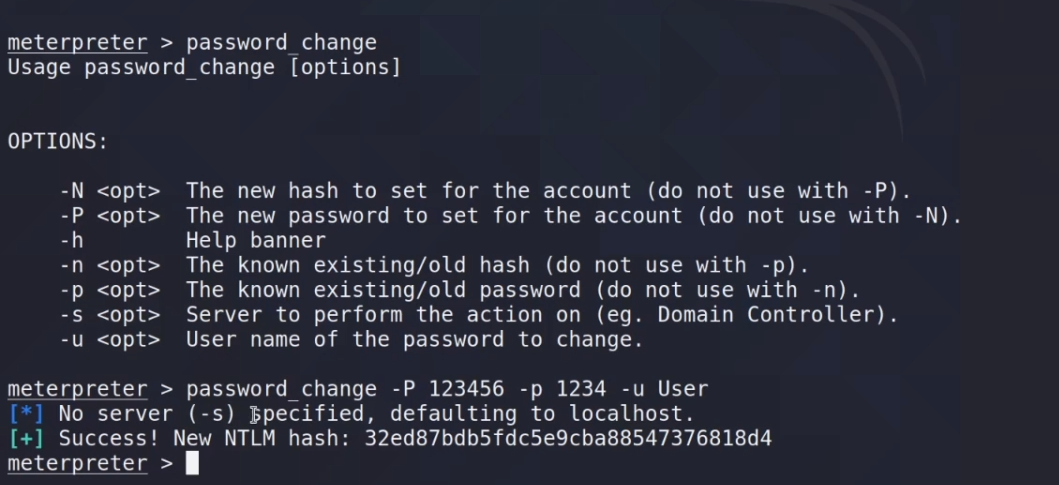 meterpreter > password_change
Usage password_change [options]
OPTIONS:
-N <opt> The new hash to set for the account (do not use with -P).
-P <opt> The new password to set for the account (do not use with -N).
-h Help banner
-n <opt> The known existing/old hash (do not use with -p).
-p <opt> The known existing/old password (do not use with -n).
-s <opt> Server to perform the action on (eg. Domain Controller).
-u <opt> User name of the password to change.
meterpreter > password_change -P 123456 -p 1234 -u User
[*] No server (-s) specified, defaulting to localhost.
[+] Success! New NTLM hash: 32ed87bdb5fdc5e9cba88547376818d4
meterpreter >